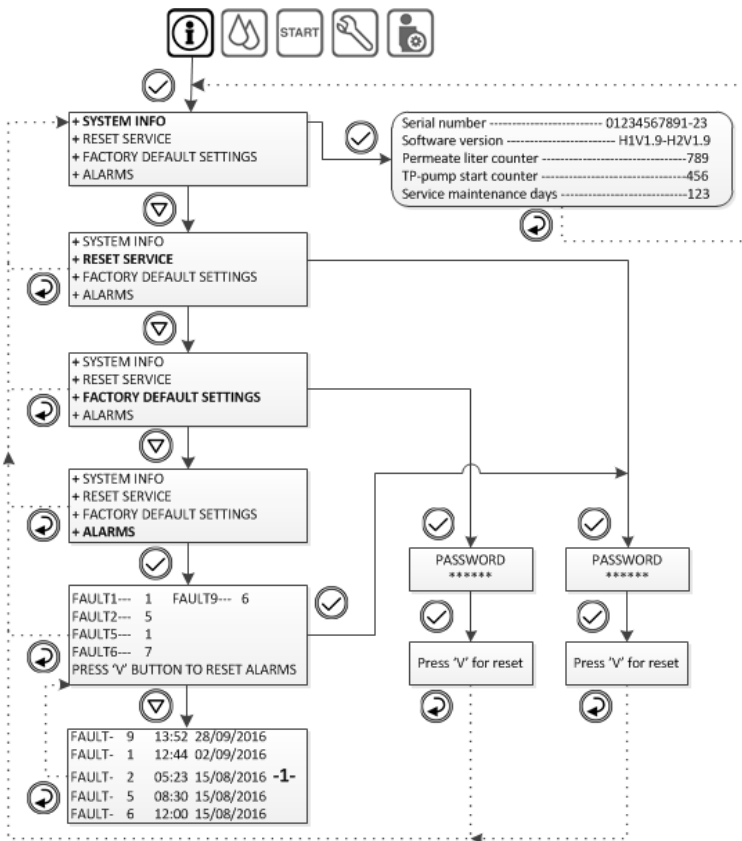 START
+ SYSTEM INFO
+ RESET SERVICE
+ FACTORY DEFAULT SETTINGS
+ ALARMS
Serial number ------------------------ 01234567891-23
Software version ---------------- H1V1.9-H2V1.9
Permeate liter counter ---------------------------789
TP-pump start counter ---------------------------456
Service maintenance days -----------------------123
+ SYSTEM INFO
+ RESET SERVICE
+ FACTORY DEFAULT SETTINGS
+ ALARMS
+ SYSTEM INFO
+ RESET SERVICE
+ FACTORY DEFAULT SETTINGS
+ ALARMS
+ SYSTEM INFO
+ RESET SERVICE
+ FACTORY DEFAULT SETTINGS
+ ALARMS
PASSWORD
******
PASSWORD
******
FAULT1--- 1 FAULT9--- 6
FAULT2--- 5
FAULT5--- 1
FAULT6--- 7
PRESS 'V' BUTTON TO RESET ALARMS
Press 'V' for reset
Press 'V' for reset
FAULT- 9 13:52 28/09/2016
FAULT- 1 12:44 02/09/2016
FAULT- 2 05:23 15/08/2016 -1-
FAULT- 5 08:30 15/08/2016
FAULT- 6 12:00 15/08/2016